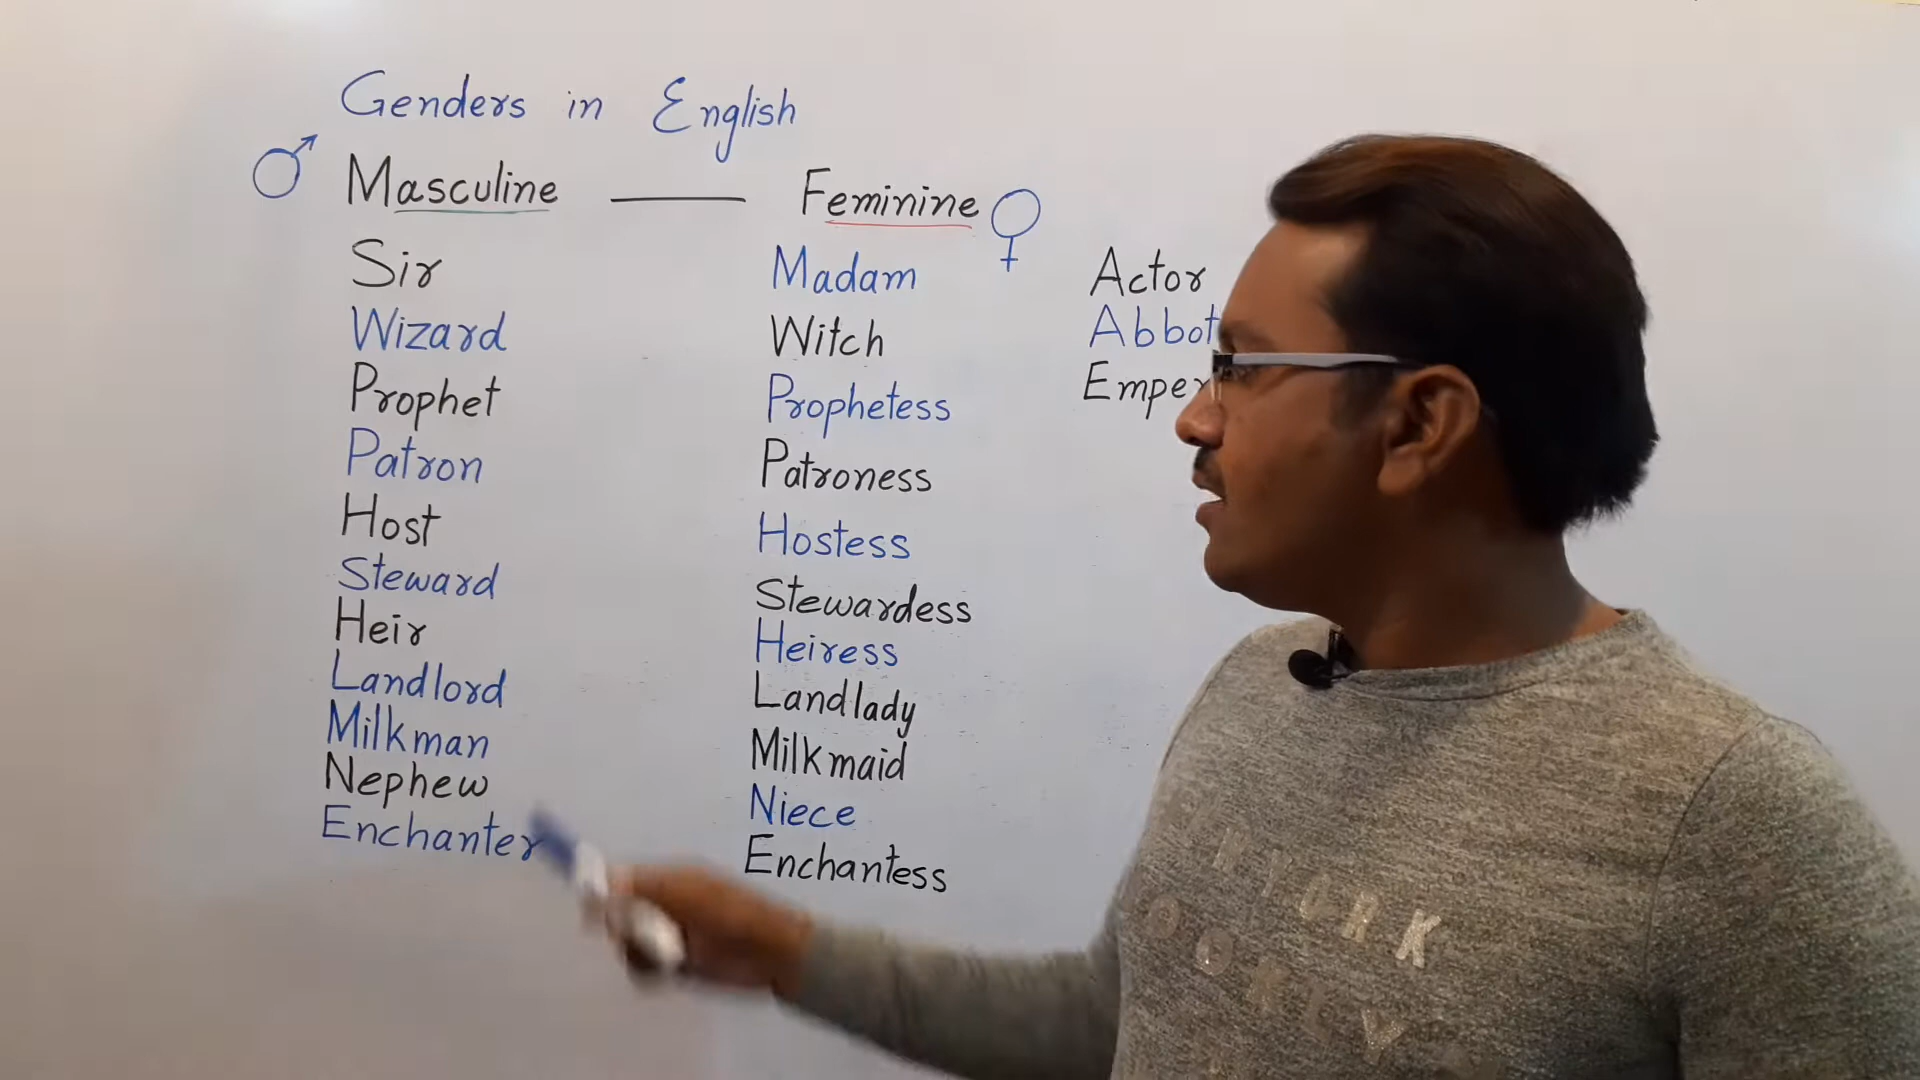 Genders in English
Masculine — Feminine
Sir Madam Actor
Wizard Witch Abbot
Prophet Prophetess
Patron Patroness
Host Hostess
Steward Stewardess
Heir Heiress
Landlord Landlady
Milkman Milkmaid
Nephew Niece
Enchanter Enchantess